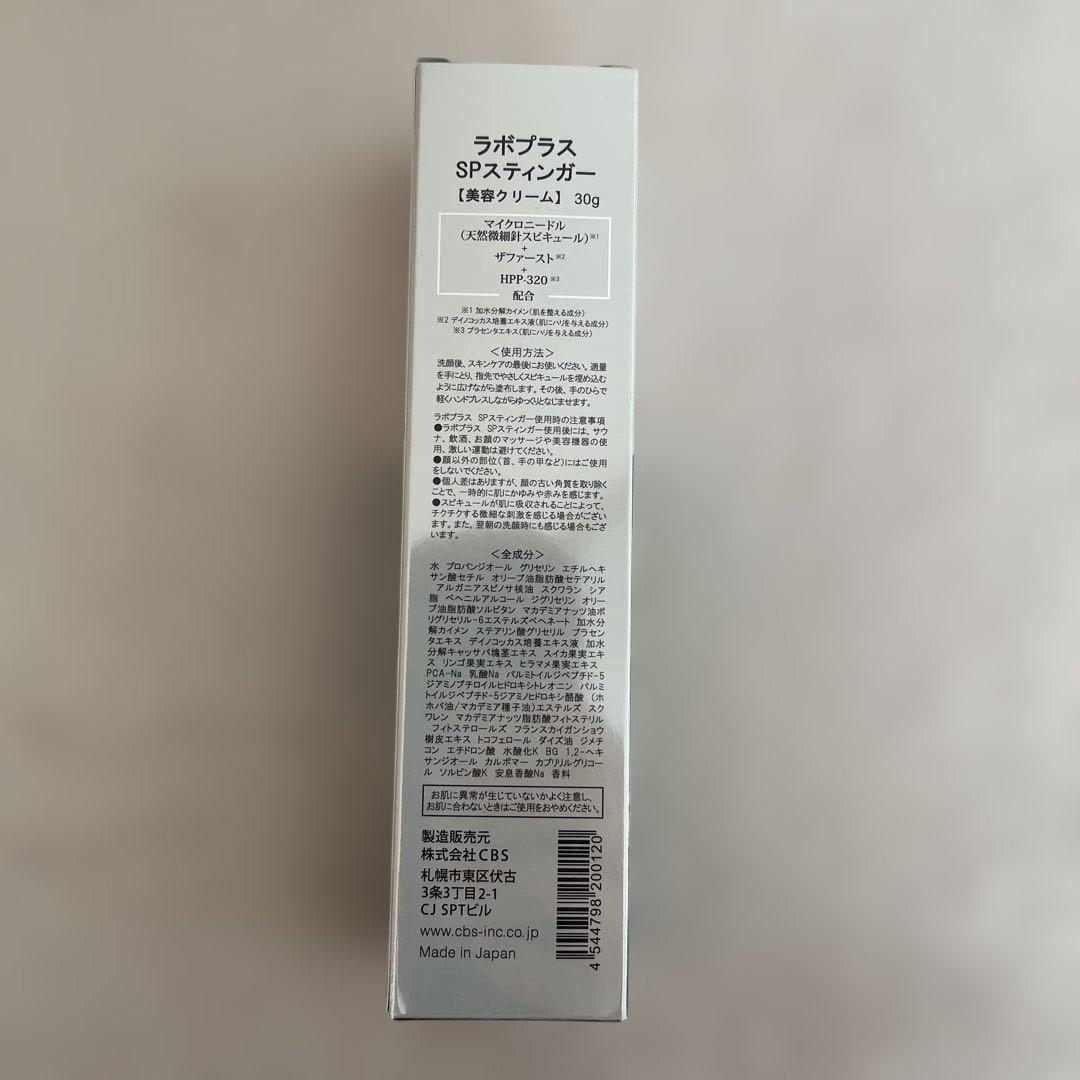 ラボプラス
SPスティンガー
【美容クリーム】 30g
マイクロニードル
(天然微細針スピキュール)※1
+
ザファースト※2
+
HPP-320※3
配合
※1 加水分解カイメン(肌を整える成分)
※2 デイノコッカス培養エキス液(肌にハリを与える成分)
※3 プラセンタエキス(肌にハリを与える成分)
<使用方法>
洗顔後、スキンケアの最後にお使いください。適量
を手にとり、指先でやさしくスピキュールを埋め込む
ように広げながら塗布します。その後、手のひらで
軽くハンドプレスしながらゆっくりとなじませます。
ラボプラス SPスティンガー使用時の注意事項
●ラボプラス SPスティンガー使用後には、サウ
ナ、飲酒、お顔のマッサージや美容機器の使
用、激しい運動は避けてください。
●顔以外の部位(首、手の甲など)にはご使用
をしないでください。
●個人差はありますが、顔の古い角質を取り除く
ことで、一時的に肌にかゆみや赤みを感じます。
●スピキュールが肌に吸収されることによって、
チクチクする微細な刺激を感じる場合がござい
ます。また、翌朝の洗顔時にも感じる場合もござ
います。
<全成分>
水 プロパンジオール グリセリン エチルヘキ
サン酸セチル オリーブ油脂肪酸セテアリル
アルガニアスピノサ核油 スクワラン シア
脂 ベヘニルアルコール ジグリセリン オリー
ブ油脂肪酸ソルビタン マカデミアナッツ油ポ
リグリセリル-6エステルズベヘネート 加水分
解カイメン ステアリン酸グリセリル プラセン
タエキス デイノコッカス培養エキス液 加水
分解キャッサバ塊茎エキス スイカ果実エキ
ス リンゴ果実エキス ヒラマメ果実エキス
PCA-Na 乳酸Na パルミトイルジペプチド-5
ジアミノブチロイルヒドロキシトレオニン パルミ
トイルジペプチド-5ジアミノヒドロキシ酪酸 (ホ
ホバ油/マカデミア種子油)エステルズ スク
ワレン マカデミアナッツ脂肪酸フィトステリル
フィトステロールズ フランスカイガンショウ
樹皮エキス トコフェロール ダイズ油 ジメチ
コン エチドロン酸 水酸化K BG 1,2-ヘキ
サンジオール カルボマー カプリリルグリコー
ル ソルビン酸K 安息香酸Na 香料
お肌に異常が生じていないかよく注意し、
お肌に合わないときはご使用をおやめください。
製造販売元
株式会社CBS
札幌市東区伏古
3条3丁目2-1
CJ SPTビル
www.cbs-inc.co.jp
Made in Japan
4 544798 200120